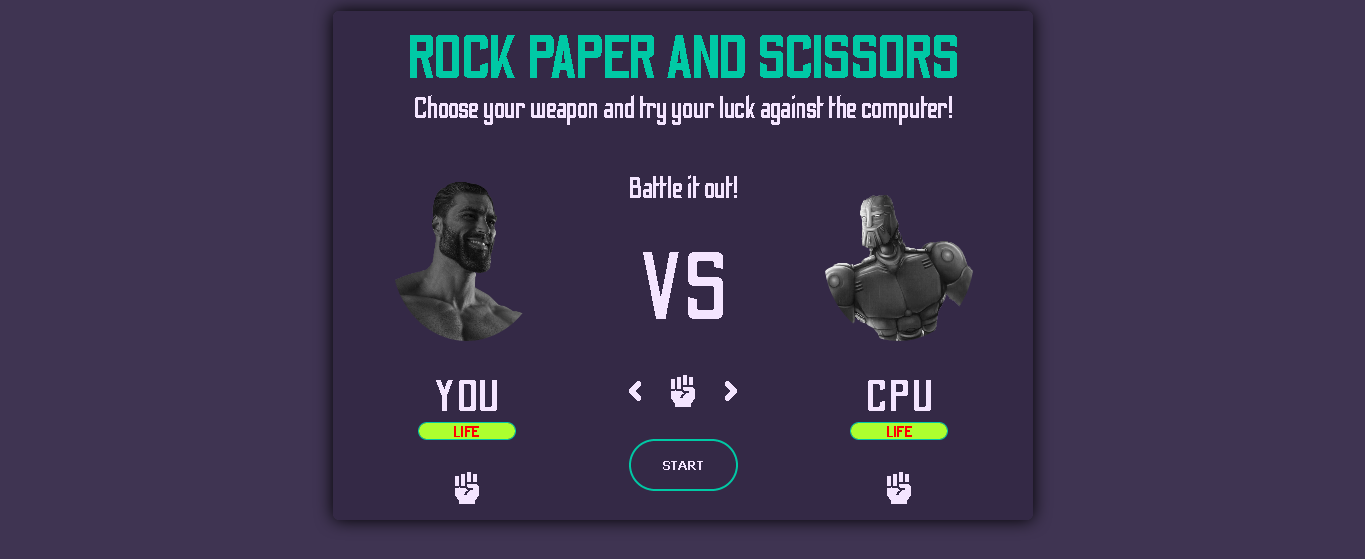 ROCK PAPER AND SCISSORS
Choose your weapon and try your luck against the computer!
Battle it out!
VS
YOU
CPU
LIFE
LIFE
START